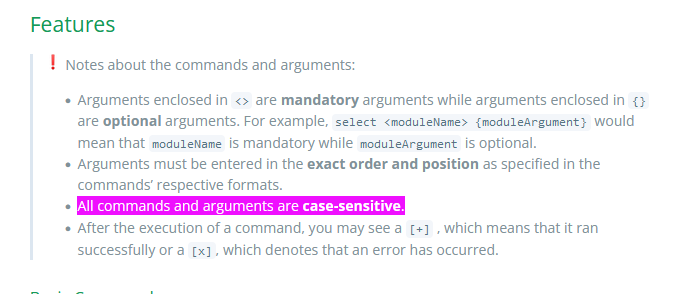 Features
❗ Notes about the commands and arguments:
• Arguments enclosed in <> are mandatory arguments while arguments enclosed in {}
are optional arguments. For example, select <moduleName> {moduleArgument} would
mean that moduleName is mandatory while moduleArgument is optional.
• Arguments must be entered in the exact order and position as specified in the
commands’ respective formats.
• All commands and arguments are case-sensitive.
• After the execution of a command, you may see a [+] , which means that it ran
successfully or a [x], which denotes that an error has occurred.